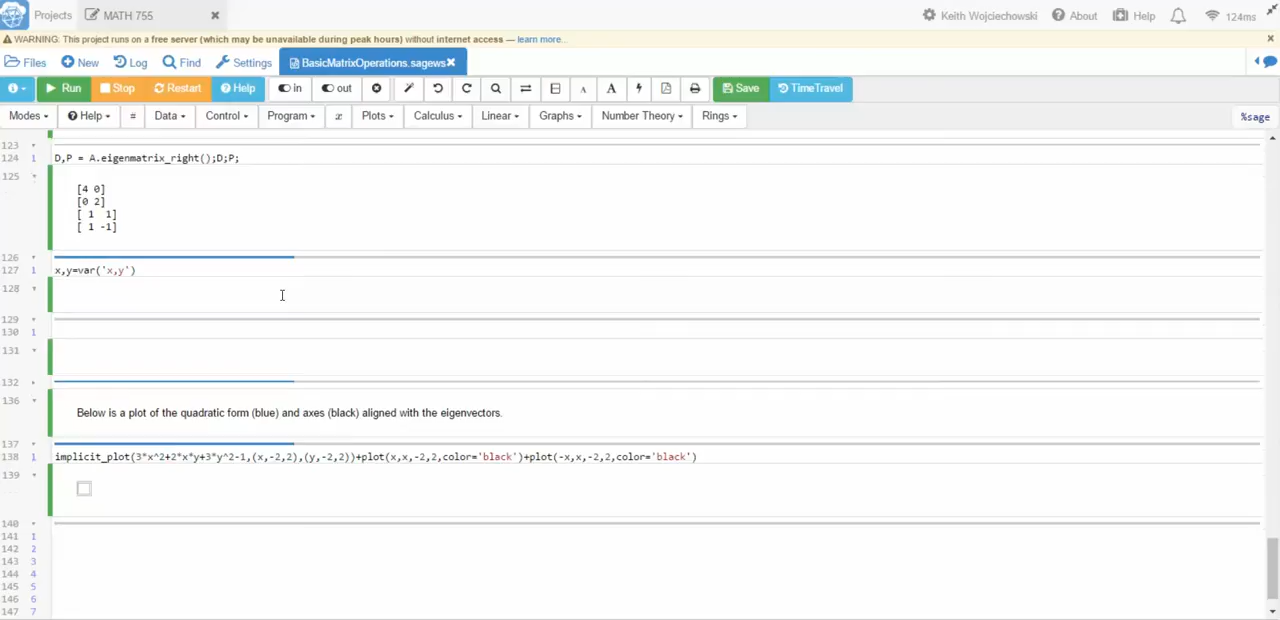 Projects MATH 755 Keith Wojciechowski About Help 124ms
WARNING: This project runs on a free server (which may be unavailable during peak hours) without internet access — learn more...
Files New Log Find Settings BasicMatrixOperations.sagews
Run Stop Restart Help in out A A Save TimeTravel
Modes Help # Data Control Program x Plots Calculus Linear Graphs Number Theory Rings %sage
123
124 1 D,P = A.eigenmatrix_right();D;P;
125
[4 0]
[0 2]
[ 1  1]
[ 1 -1]
126
127 1 x,y=var('x,y')
128
129
130 1
131
132
136 Below is a plot of the quadratic form (blue) and axes (black) aligned with the eigenvectors.
137
138 1 implicit_plot(3*x^2+2*x*y+3*y^2-1,(x,-2,2),(y,-2,2))+plot(x,x,-2,2,color='black')+plot(-x,x,-2,2,color='black')
139
140
141 1
142 2
143 3
144 4
145 5
146 6
147 7